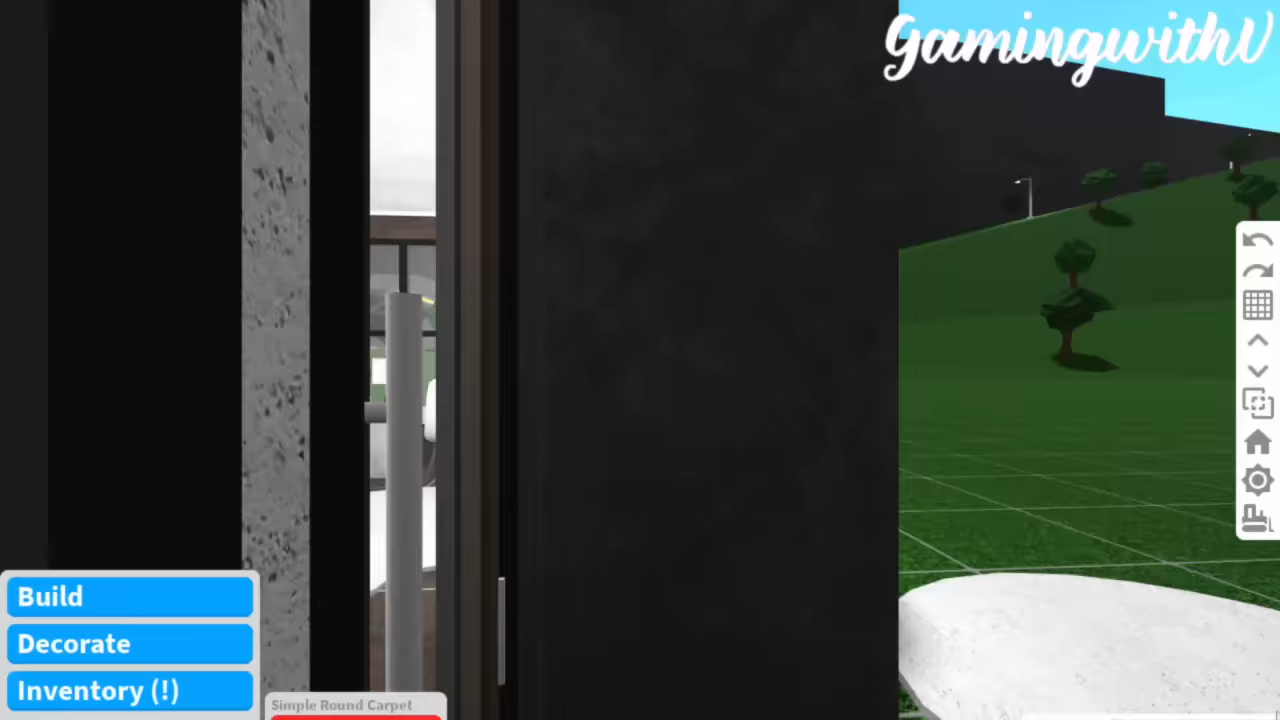 GamingwithV
Build
Decorate
Inventory (!)
Simple Round Carpet